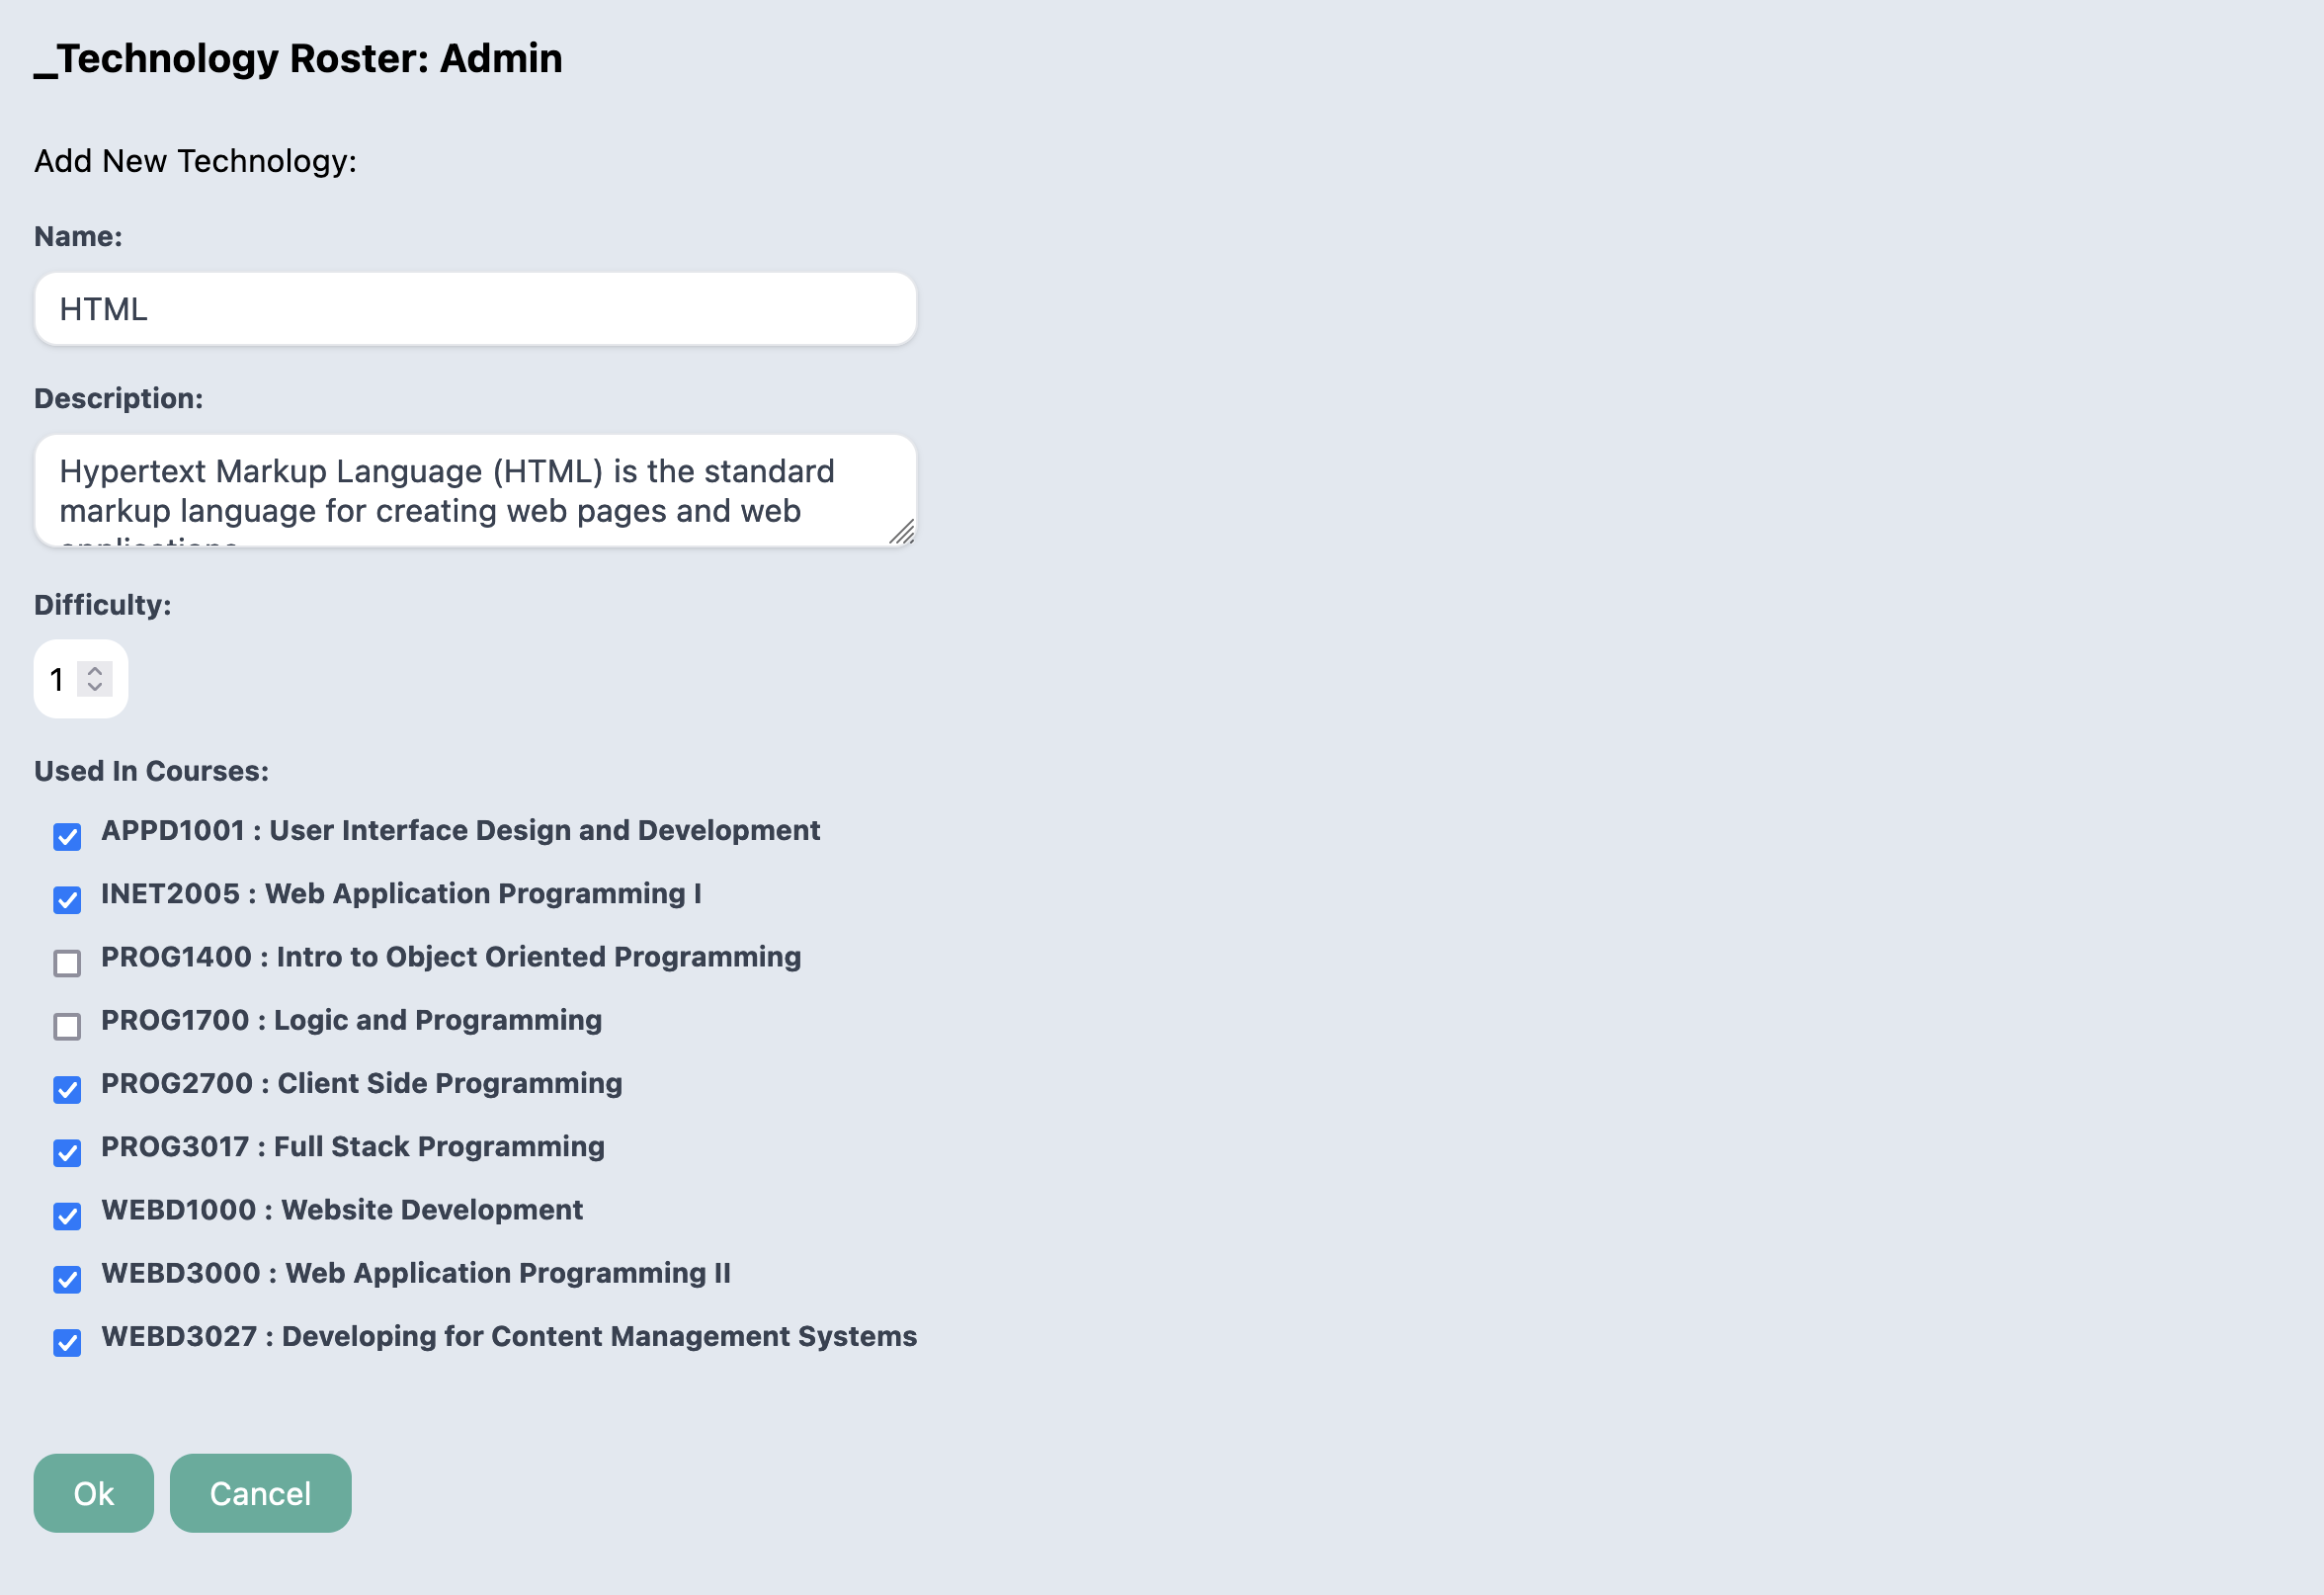 _Technology Roster: Admin
Add New Technology:
Name:
HTML
Description:
Hypertext Markup Language (HTML) is the standard
markup language for creating web pages and web
Difficulty:
1
Used In Courses:
APPD1001 : User Interface Design and Development
INET2005 : Web Application Programming I
PROG1400 : Intro to Object Oriented Programming
PROG1700 : Logic and Programming
PROG2700 : Client Side Programming
PROG3017 : Full Stack Programming
WEBD1000 : Website Development
WEBD3000 : Web Application Programming II
WEBD3027 : Developing for Content Management Systems
Ok Cancel